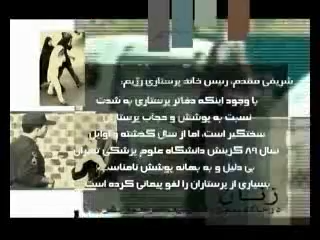 شریفی مقدم، رئیس خانه پرستاری رژیم:
با وجود اینکه دفاتر پرستاری به شدت
نسبت به پوشش و حجاب پرستاران
سختگیر است، اما از سال گذشته و اوایل
سال ۸۹ گزینش دانشگاه علوم پزشکی تهران
بی دلیل و به بهانه پوشش نامناسب
بسیاری از پرستاران را لغو پیمانی کرده است
زنان